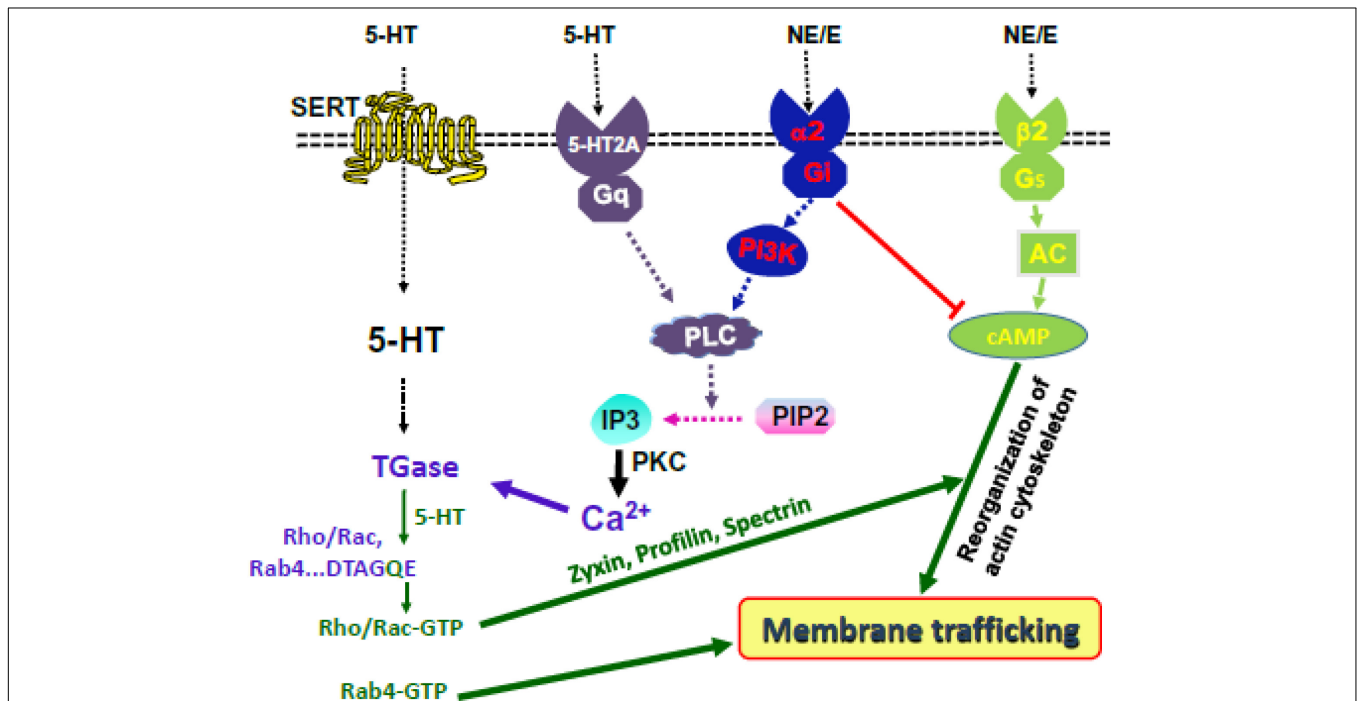 5-HT
5-HT
NE/E
NE/E
SERT
5-HT2A
α2
β2
Gq
Gi
Gs
PI3K
AC
5-HT
PLC
cAMP
IP3
PIP2
PKC
TGase
Ca2+
5-HT
Rho/Rac,
Rab4...DTAGQE
Zyxin, Profilin, Spectrin
Reorganization of
actin cytoskeleton
Rho/Rac-GTP
Membrane trafficking
Rab4-GTP